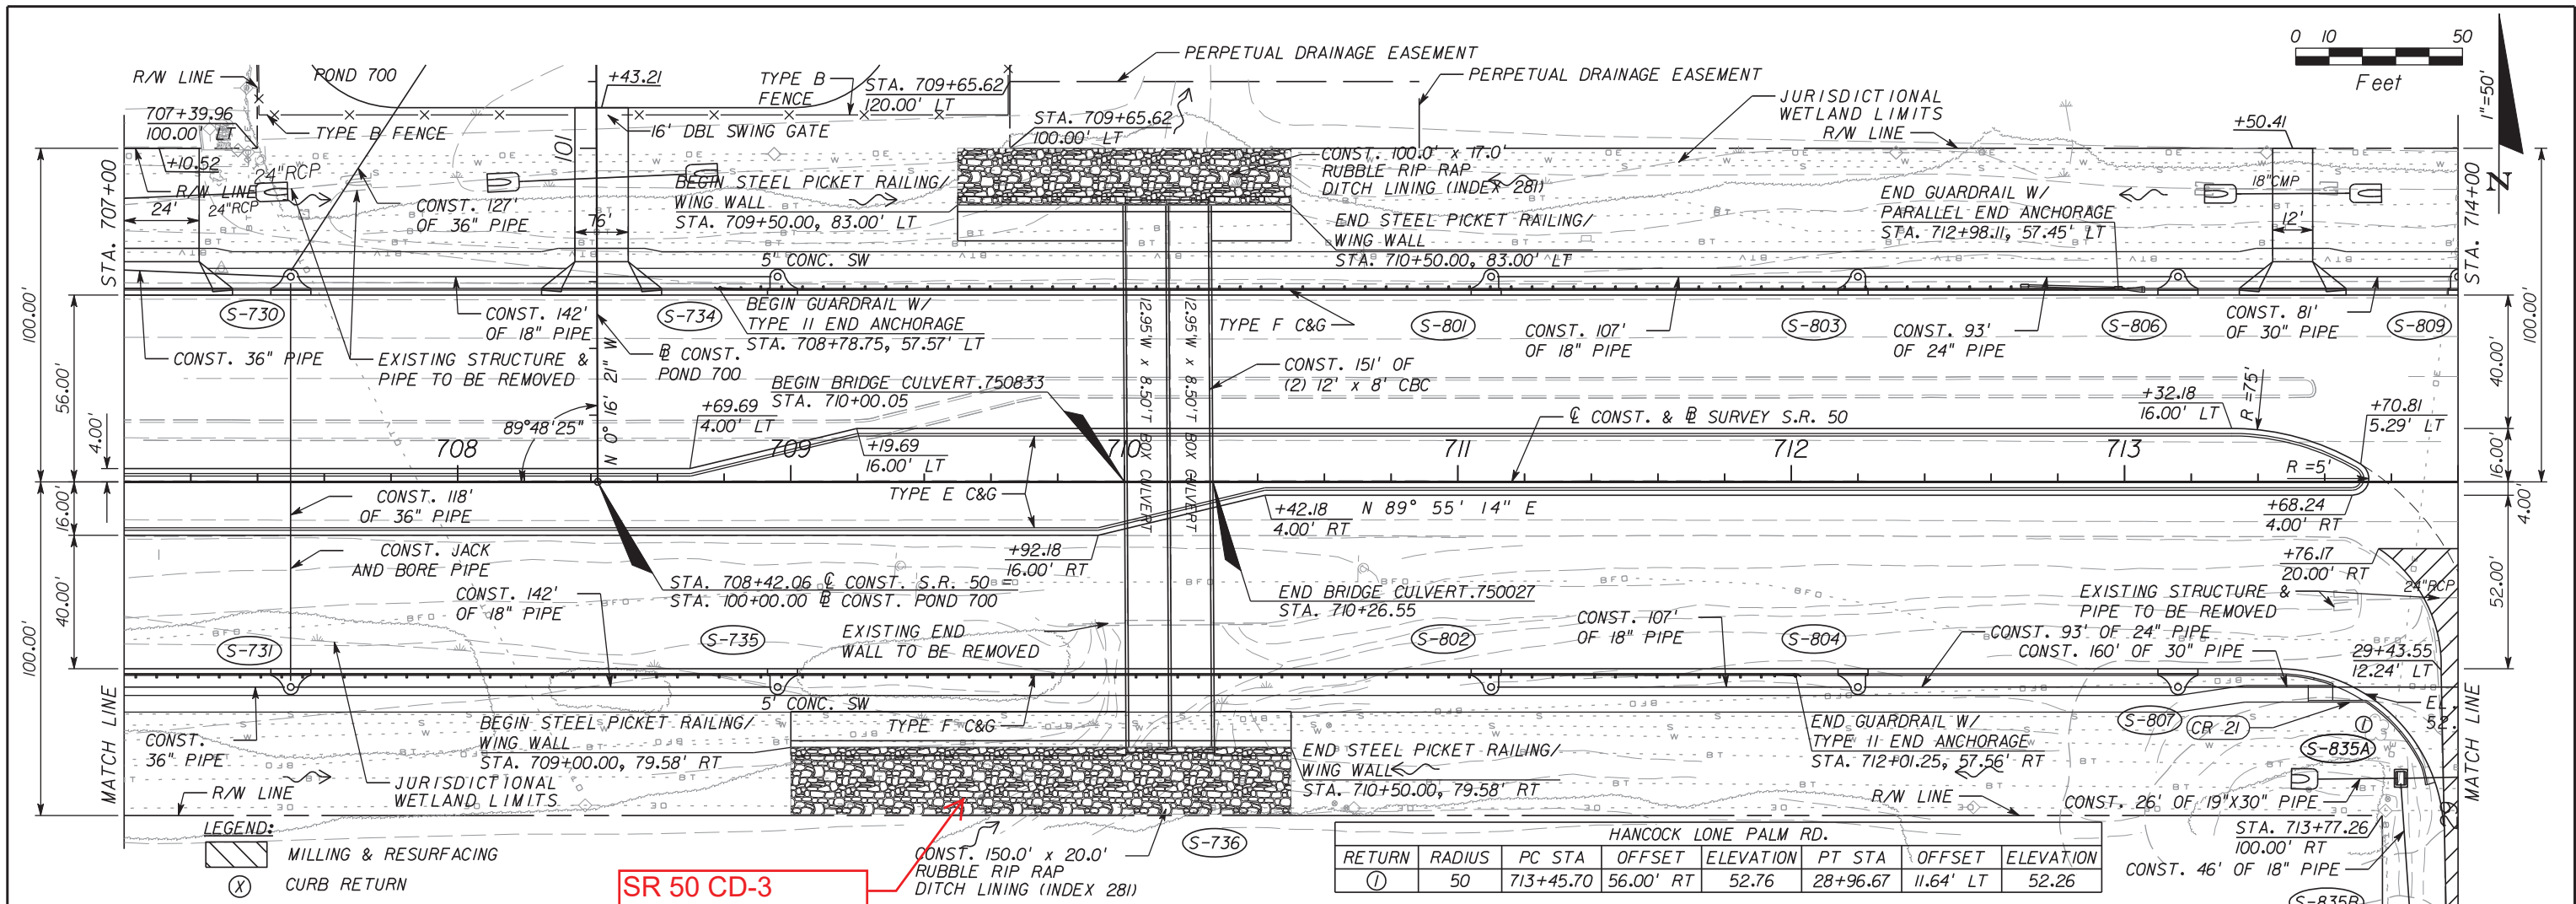 0 10 50
Feet
1"=50'
N
R/W LINE
POND 700
+43.21
TYPE B
FENCE
STA. 709+65.62
120.00' LT
PERPETUAL DRAINAGE EASEMENT
PERPETUAL DRAINAGE EASEMENT
JURISDICTIONAL
WETLAND LIMITS
R/W LINE
+50.41
707+39.96
100.00' LT
TYPE B FENCE
16' DBL SWING GATE
101
STA. 709+65.62
100.00' LT
+10.52
R/W LINE
24'
24"RCP
24"RCP
CONST. 127'
OF 36" PIPE
16'
BEGIN STEEL PICKET RAILING/
WING WALL
STA. 709+50.00, 83.00' LT
CONST. 100.0' x 17.0'
RUBBLE RIP RAP
DITCH LINING (INDEX 281)
END STEEL PICKET RAILING/
WING WALL
STA. 710+50.00, 83.00' LT
END GUARDRAIL W/
PARALLEL END ANCHORAGE
STA. 712+98.11, 57.45' LT
18"CMP
12'
STA. 707+00
STA. 714+00
5' CONC. SW
S-730
CONST. 142'
OF 18" PIPE
S-734
BEGIN GUARDRAIL W/
TYPE II END ANCHORAGE
STA. 708+78.75, 57.57' LT
TYPE F C&G
S-801
CONST. 107'
OF 18" PIPE
S-803
CONST. 93'
OF 24" PIPE
S-806
CONST. 81'
OF 30" PIPE
S-809
100.00'
56.00'
4.00'
CONST. 36" PIPE
EXISTING STRUCTURE &
PIPE TO BE REMOVED
N 0° 16' 21" W
BL CONST.
POND 700
BEGIN BRIDGE CULVERT.750833
STA. 710+00.05
12.95'W x 8.50'T BOX CULVERT
12.95'W x 8.50'T BOX CULVERT
CONST. 151' OF
(2) 12' x 8' CBC
89°48'25"
+69.69
4.00' LT
+19.69
16.00' LT
CL CONST. & BL SURVEY S.R. 50
+32.18
16.00' LT
R =75'
+70.81
5.29' LT
R =5'
100.00'
40.00'
16.00'
4.00'
708
709
710
711
712
713
100.00'
16.00'
40.00'
CONST. 118'
OF 36" PIPE
TYPE E C&G
+42.18
4.00' RT
N 89° 55' 14" E
+68.24
4.00' RT
CONST. JACK
AND BORE PIPE
+92.18
16.00' RT
+76.17
20.00' RT
24"RCP
52.00'
STA. 708+42.06 CL CONST. S.R. 50 =
STA. 100+00.00 BL CONST. POND 700
CONST. 142'
OF 18" PIPE
END BRIDGE CULVERT.750027
STA. 710+26.55
EXISTING STRUCTURE &
PIPE TO BE REMOVED
S-731
S-735
EXISTING END
WALL TO BE REMOVED
S-802
CONST. 107'
OF 18" PIPE
S-804
CONST. 93' OF 24" PIPE
CONST. 160' OF 30" PIPE
29+43.55
12.24' LT
5' CONC. SW
MATCH LINE
MATCH LINE
CONST.
36" PIPE
BEGIN STEEL PICKET RAILING/
WING WALL
STA. 709+00.00, 79.58' RT
TYPE F C&G
END STEEL PICKET RAILING/
WING WALL
STA. 710+50.00, 79.58' RT
END GUARDRAIL W/
TYPE II END ANCHORAGE
STA. 712+01.25, 57.56' RT
S-807
CR 21
1
EL.
52.
S-835A
R/W LINE
JURISDICTIONAL
WETLAND LIMITS
R/W LINE
CONST. 26' OF 19"X30" PIPE
LEGEND:
MILLING & RESURFACING
X CURB RETURN
SR 50 CD-3
CONST. 150.0' x 20.0'
RUBBLE RIP RAP
DITCH LINING (INDEX 281)
S-736
HANCOCK LONE PALM RD.
RETURN RADIUS PC STA OFFSET ELEVATION PT STA OFFSET ELEVATION
1 50 713+45.70 56.00' RT 52.76 28+96.67 11.64' LT 52.26
STA. 713+77.26
100.00' RT
CONST. 46' OF 18" PIPE
29
S-835B